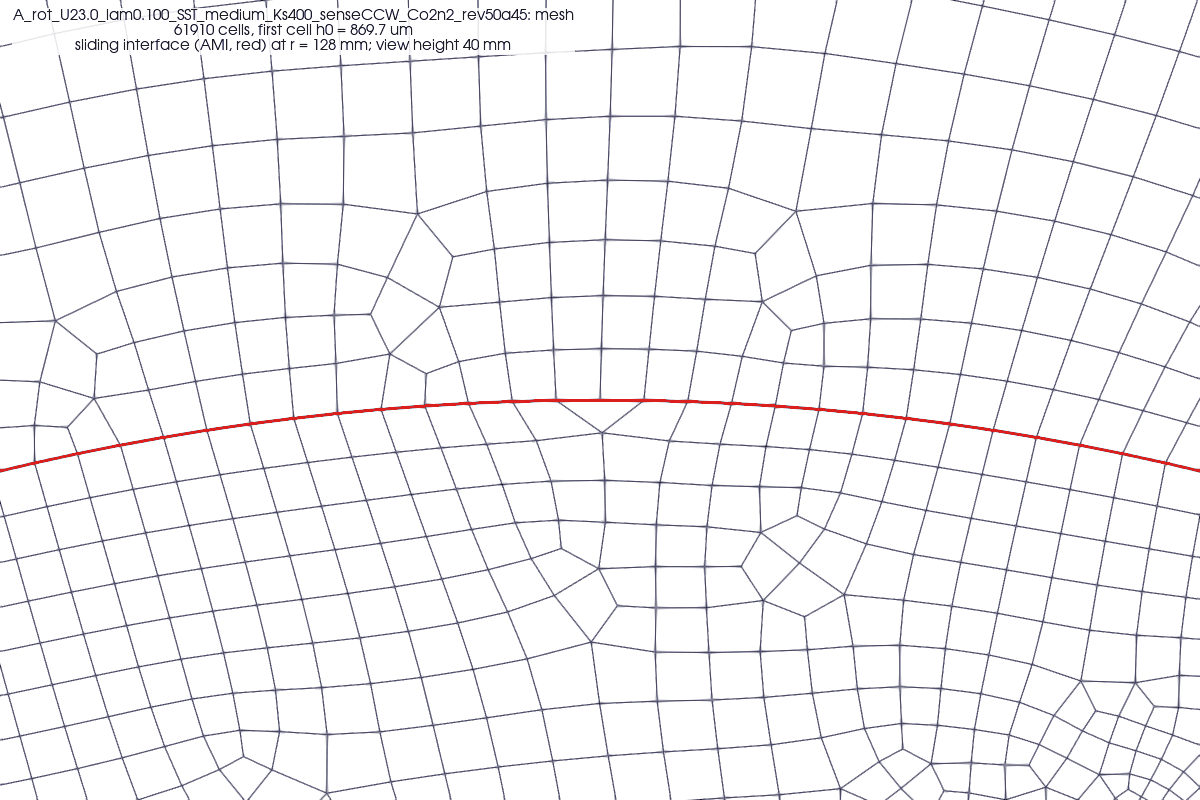 A_rot_U23.0_lam0.100_SST_medium_Ks400_senseCCW_Co2n2_rev50a45: mesh
61910 cells, first cell h0 = 869.7 um
sliding interface (AMI, red) at r = 128 mm; view height 40 mm